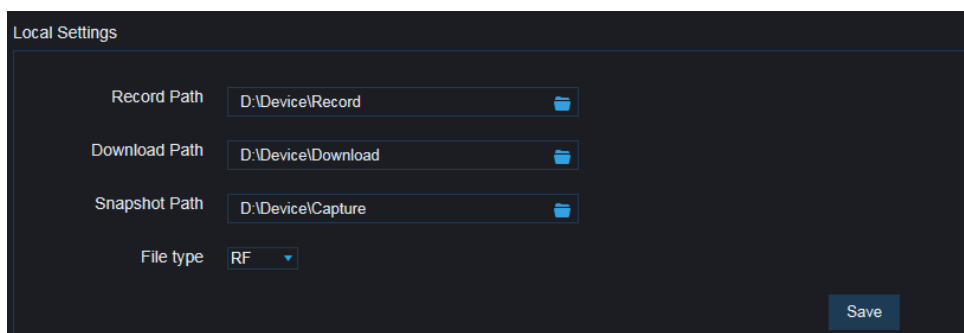 Local Settings
Record Path D:\Device\Record
Download Path D:\Device\Download
Snapshot Path D:\Device\Capture
File type RF
Save